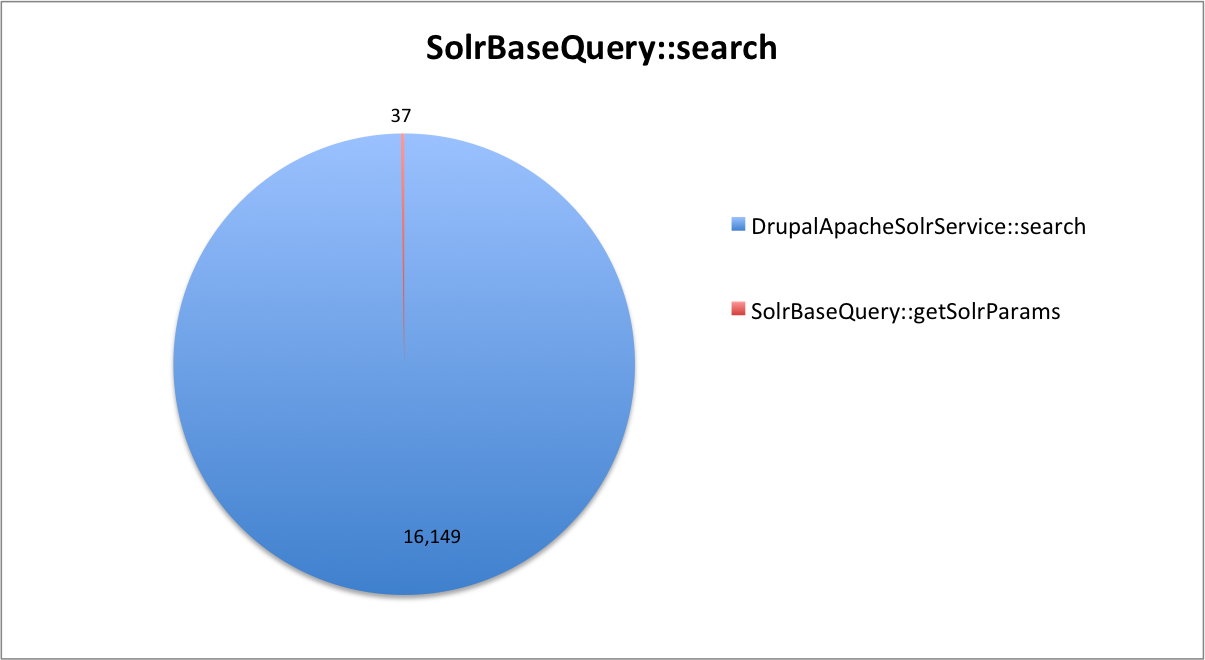 SolrBaseQuery::search
37
DrupalApacheSolrService::search
SolrBaseQuery::getSolrParams
16,149